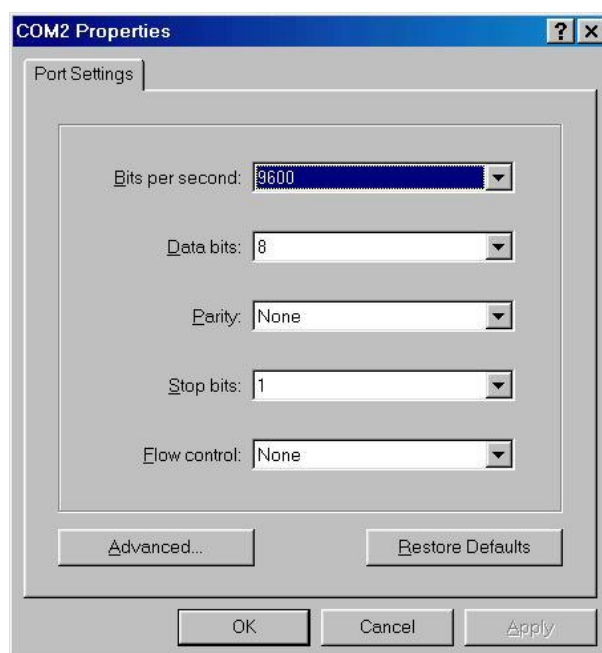 COM2 Properties
Port Settings
Bits per second: 9600
Data bits: 8
Parity: None
Stop bits: 1
Flow control: None
Advanced... Restore Defaults
OK Cancel Apply